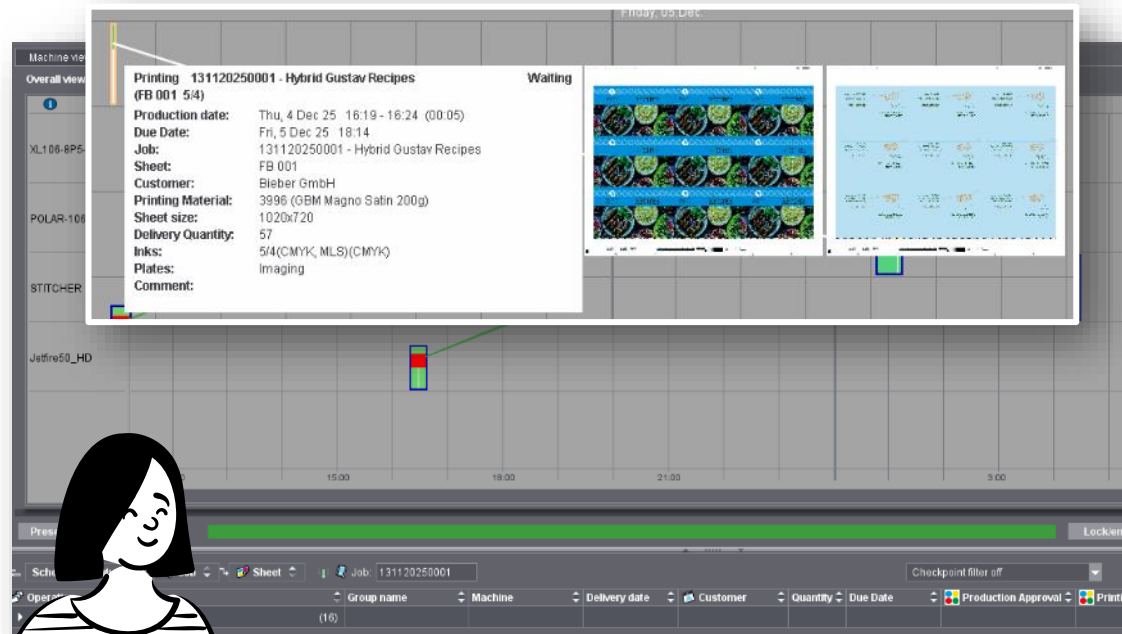 Friday, 05 Dec.
Machine vie
Overall view
Printing 131120250001 - Hybrid Gustav Recipes Waiting
(FB 001 5/4)
Production date: Thu, 4 Dec 25 16:19 - 16:24 (00:05)
Due Date: Fri, 5 Dec 25 18:14
Job: 131120250001 - Hybrid Gustav Recipes
Sheet: FB 001
Customer: Bieber GmbH
Printing Material: 3996 (GBM Magno Satin 200g)
Sheet size: 1020x720
Delivery Quantity: 57
Inks: 5/4(CMYK, MLS)(CMYK)
Plates: Imaging
Comment:
XL106-8P5-
POLAR-106
STITCHER
Jetfire50_HD
15:00 18:00 21:00 3:00
Lock/en
Sheet Job: 131120250001 Checkpoint filter off
Group name Machine Delivery date Customer Quantity Due Date Production Approval Printi
(16)